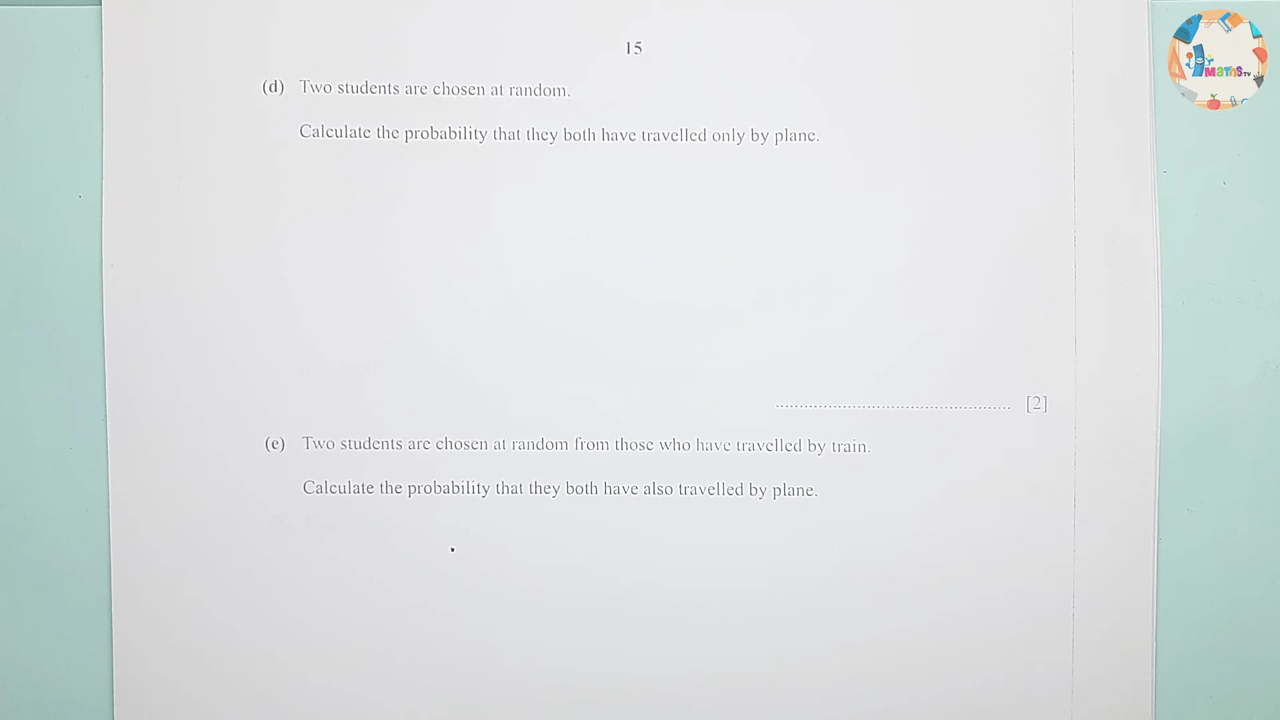 15
(d) Two students are chosen at random.
Calculate the probability that they both have travelled only by plane.
.............................................. [2]
(e) Two students are chosen at random from those who have travelled by train.
Calculate the probability that they both have also travelled by plane.
MATHS TV